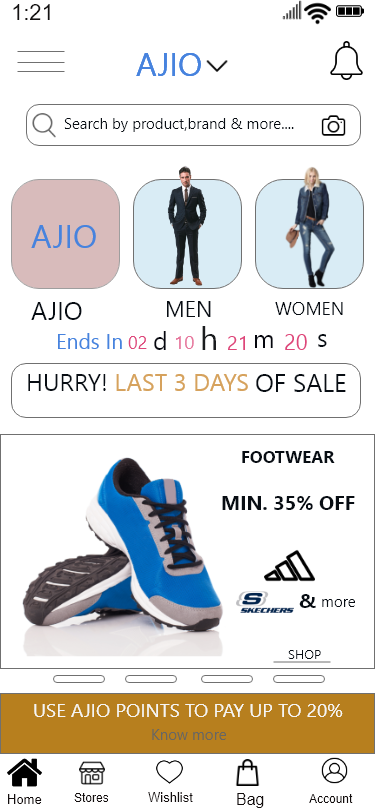 1:21
AJIO
Search by product,brand & more....
AJIO
AJIO
MEN
WOMEN
Ends In 02 d 10 h 21 m 20 s
HURRY! LAST 3 DAYS OF SALE
FOOTWEAR
MIN. 35% OFF
S
SKECHERS & more
SHOP
USE AJIO POINTS TO PAY UP TO 20%
Know more
Home Stores Wishlist Bag Account